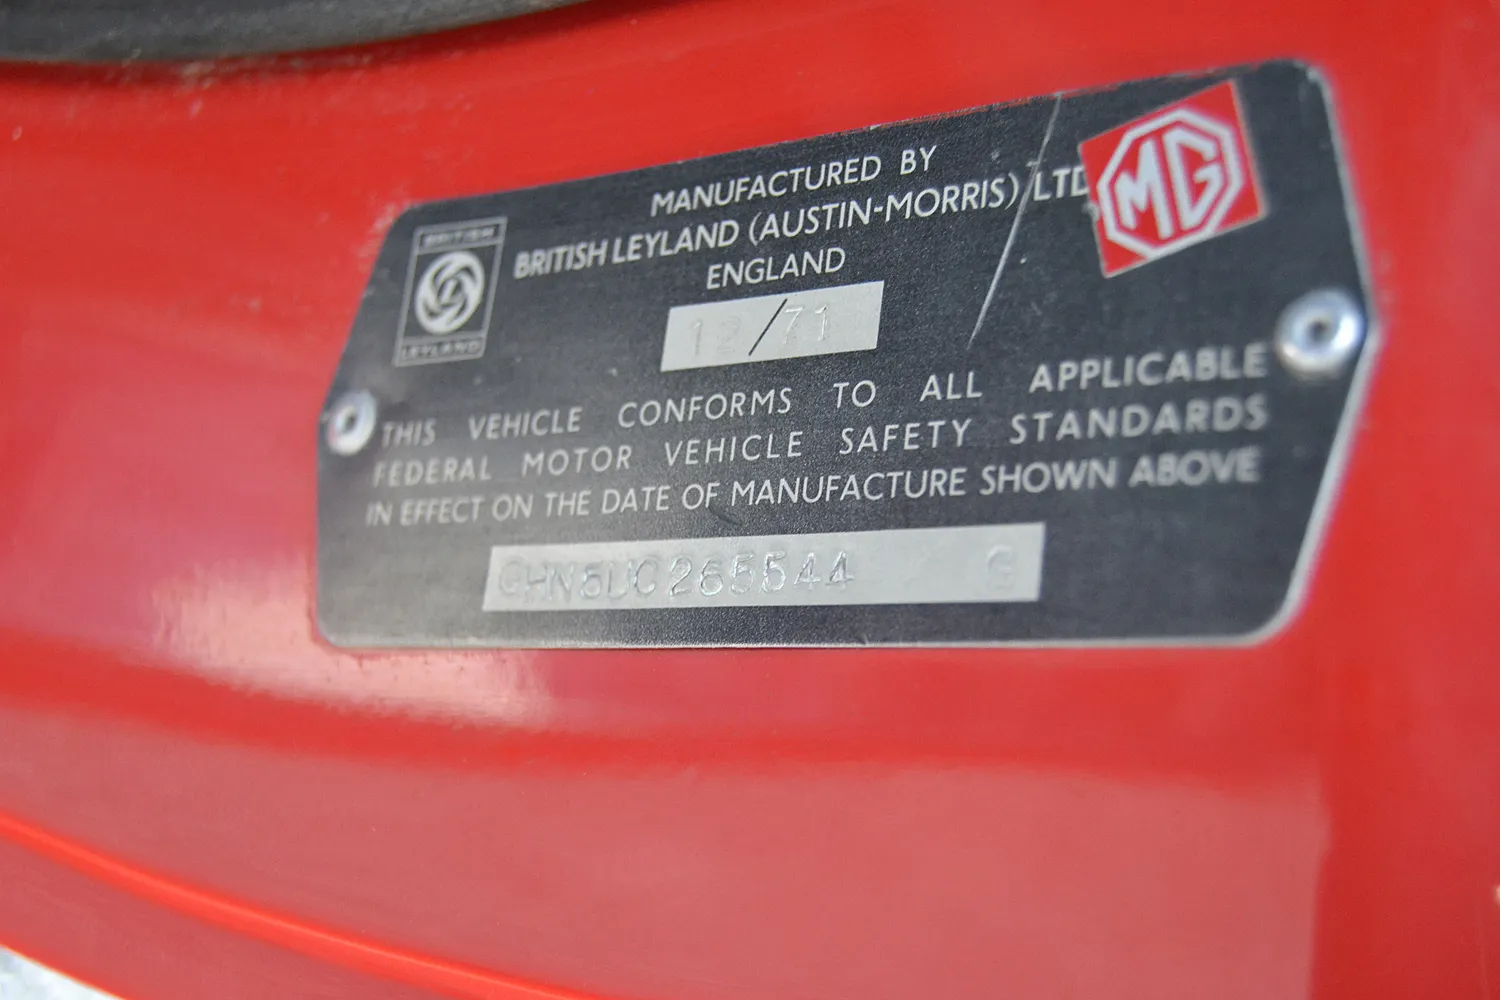 MANUFACTURED BY
BRITISH LEYLAND (AUSTIN-MORRIS) LTD
ENGLAND
MG
BRITISH
L
LEYLAND
12/71
THIS VEHICLE CONFORMS TO ALL APPLICABLE
FEDERAL MOTOR VEHICLE SAFETY STANDARDS
IN EFFECT ON THE DATE OF MANUFACTURE SHOWN ABOVE
GHN5UC265544 G